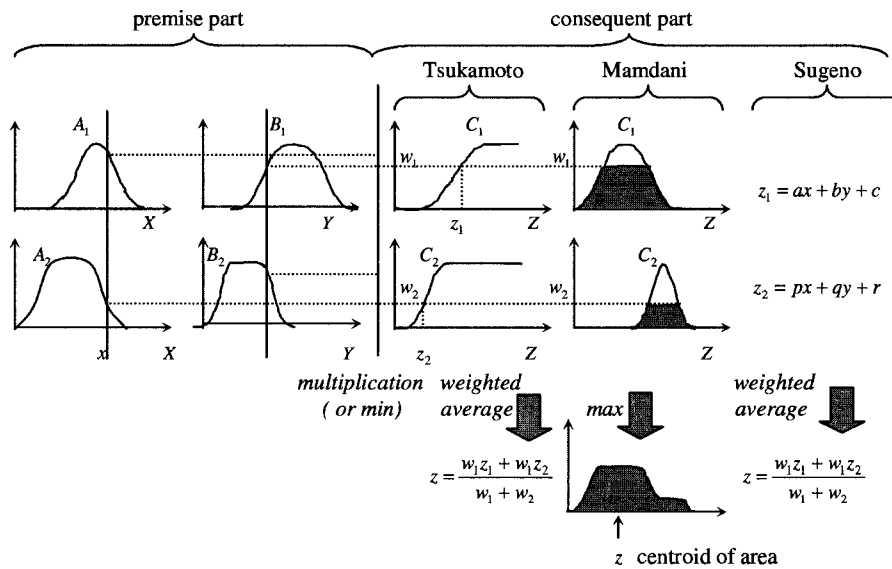 premise part consequent part
Tsukamoto Mamdani Sugeno
A₁ B₁ C₁ C₁
w₁ w₁
z₁ = ax + by + c
X Y z₁ Z Z
A₂ B₂ C₂ C₂
w₂ w₂
z₂ = px + qy + r
x X Y z₂ Z Z
multiplication weighted weighted
( or min) average max average
z = (w₁z₁ + w₁z₂) / (w₁ + w₂) z = (w₁z₁ + w₁z₂) / (w₁ + w₂)
z centroid of area